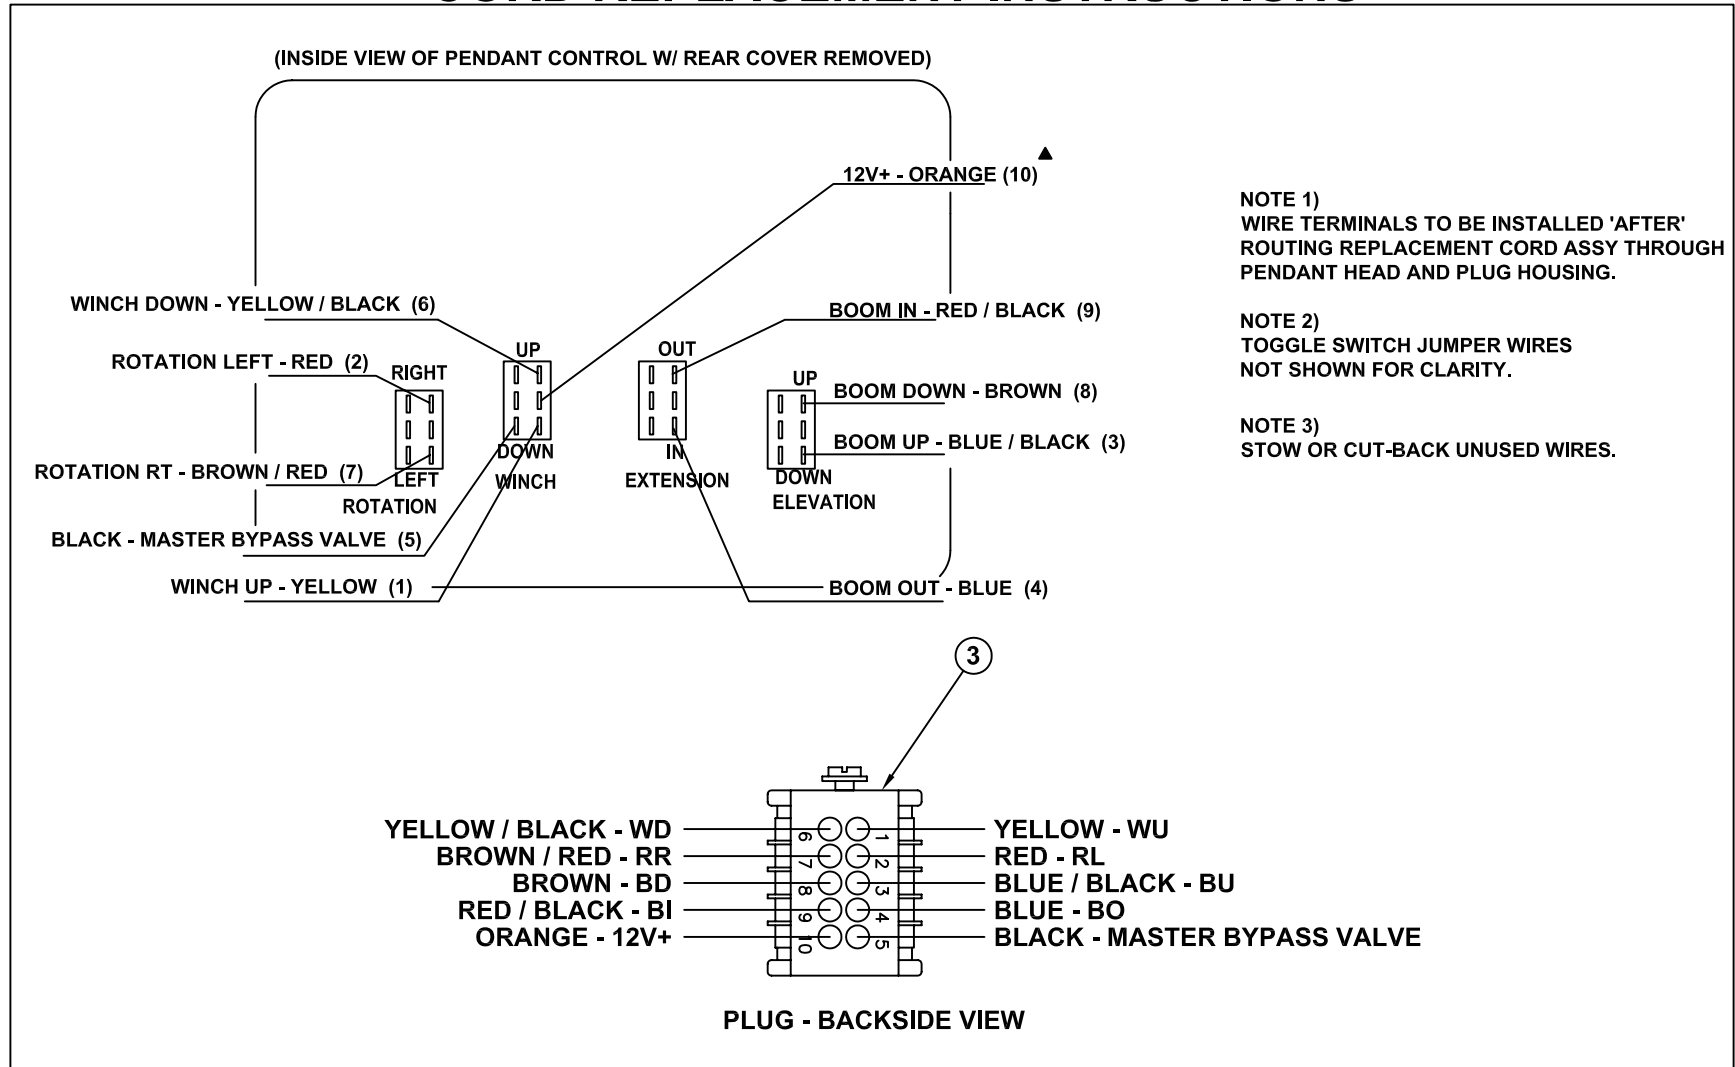 CORD REPLACEMENT INSTRUCTIONS
(INSIDE VIEW OF PENDANT CONTROL W/ REAR COVER REMOVED)
12V+ - ORANGE (10)
NOTE 1)
WIRE TERMINALS TO BE INSTALLED 'AFTER'
ROUTING REPLACEMENT CORD ASSY THROUGH
PENDANT HEAD AND PLUG HOUSING.
NOTE 2)
TOGGLE SWITCH JUMPER WIRES
NOT SHOWN FOR CLARITY.
NOTE 3)
STOW OR CUT-BACK UNUSED WIRES.
WINCH DOWN - YELLOW / BLACK (6)
BOOM IN - RED / BLACK (9)
ROTATION LEFT - RED (2)
RIGHT
UP
OUT
UP
BOOM DOWN - BROWN (8)
BOOM UP - BLUE / BLACK (3)
ROTATION RT - BROWN / RED (7)
LEFT
ROTATION
DOWN
WINCH
IN
EXTENSION
DOWN
ELEVATION
BLACK - MASTER BYPASS VALVE (5)
WINCH UP - YELLOW (1)
BOOM OUT - BLUE (4)
3
YELLOW / BLACK - WD
6
1
YELLOW - WU
BROWN / RED - RR
7
2
RED - RL
BROWN - BD
8
3
BLUE / BLACK - BU
RED / BLACK - BI
9
4
BLUE - BO
ORANGE - 12V+
10
5
BLACK - MASTER BYPASS VALVE
PLUG - BACKSIDE VIEW